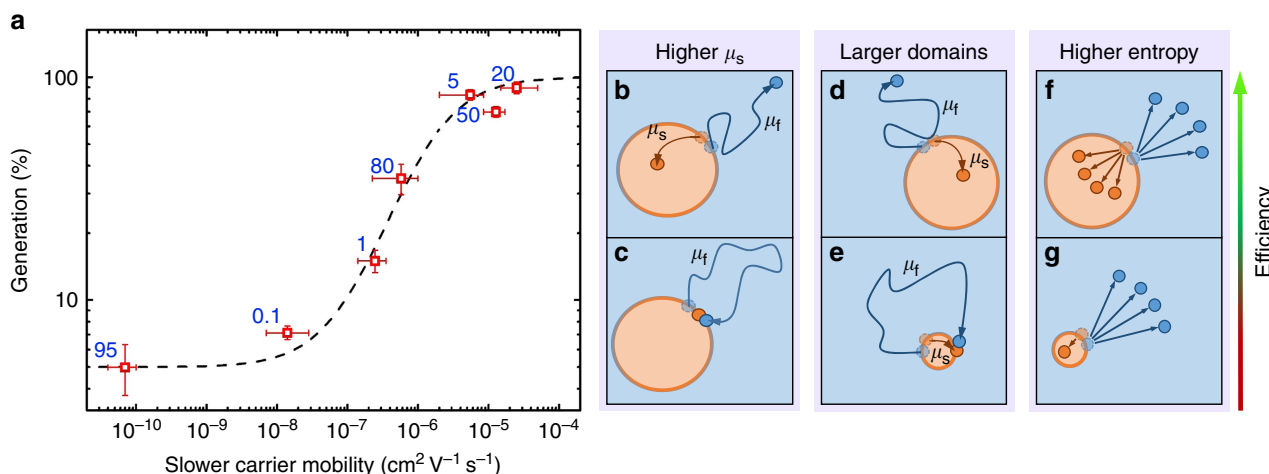 a
Generation (%)
100
10
95
0.1
1
80
5
50
20
10⁻¹⁰
10⁻⁹
10⁻⁸
10⁻⁷
10⁻⁶
10⁻⁵
10⁻⁴
Slower carrier mobility (cm² V⁻¹ s⁻¹)
Higher μs
b
μs
μf
c
μf
Larger domains
d
μf
μs
e
μf
μs
Higher entropy
f
g
Efficiency